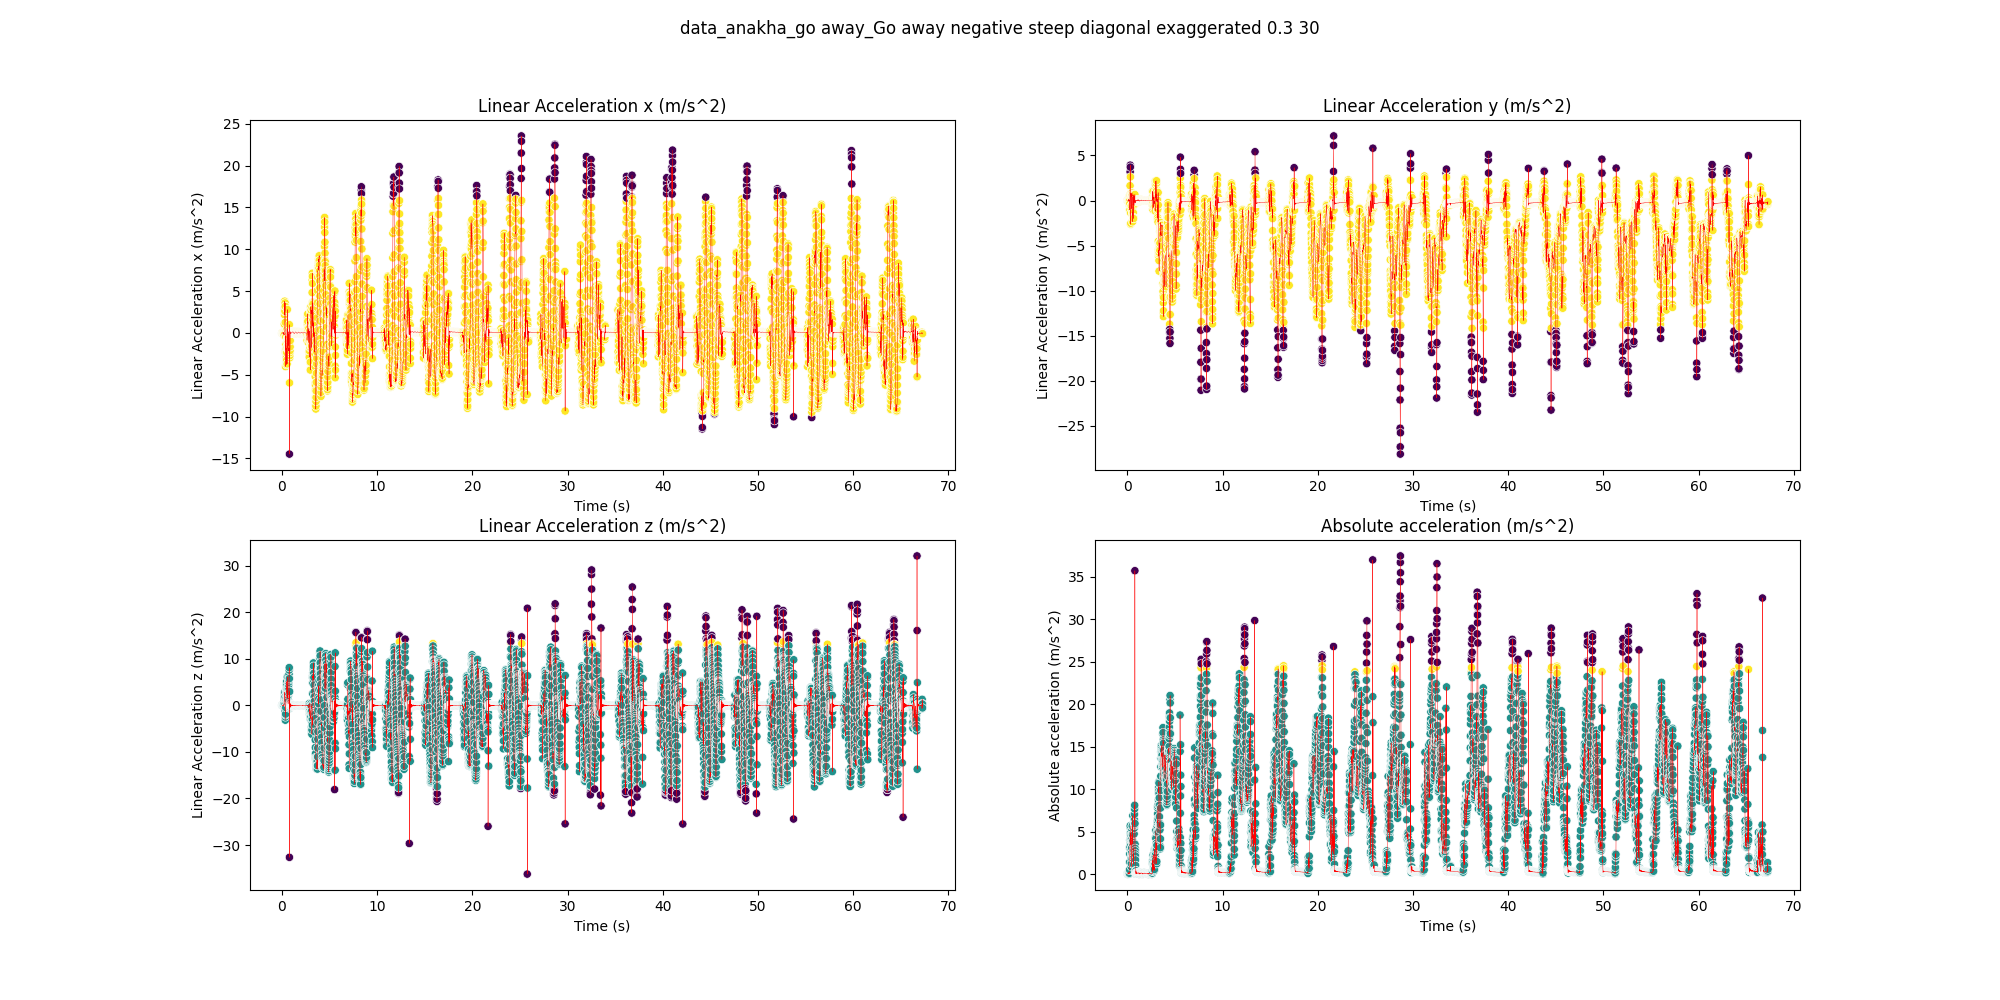 data_anakha_go away_Go away negative steep diagonal exaggerated 0.3 30
Linear Acceleration x (m/s^2)
Linear Acceleration x (m/s^2)
25
20
15
10
5
0
−5
−10
−15
0 10 20 30 40 50 60 70
Time (s)
Linear Acceleration y (m/s^2)
Linear Acceleration y (m/s^2)
5
0
−5
−10
−15
−20
−25
0 10 20 30 40 50 60 70
Time (s)
Linear Acceleration z (m/s^2)
Linear Acceleration z (m/s^2)
30
20
10
0
−10
−20
−30
0 10 20 30 40 50 60 70
Time (s)
Absolute acceleration (m/s^2)
Absolute acceleration (m/s^2)
35
30
25
20
15
10
5
0
0 10 20 30 40 50 60 70
Time (s)